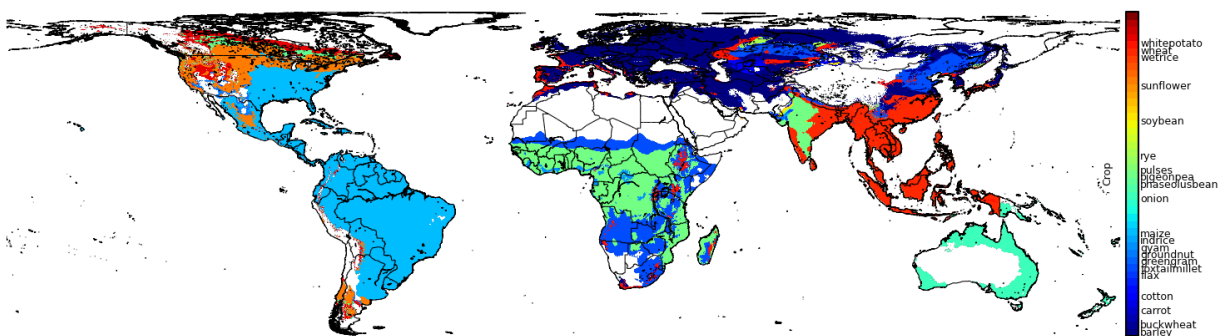 whitepotato
wheat
wetrice
sunflower
soybean
rye
pulses
pigeonpea
phaseolusbean
onion
maize
indrice
gyam
groundnut
greengram
foxtailmillet
flax
cotton
carrot
buckwheat
barley
Crop